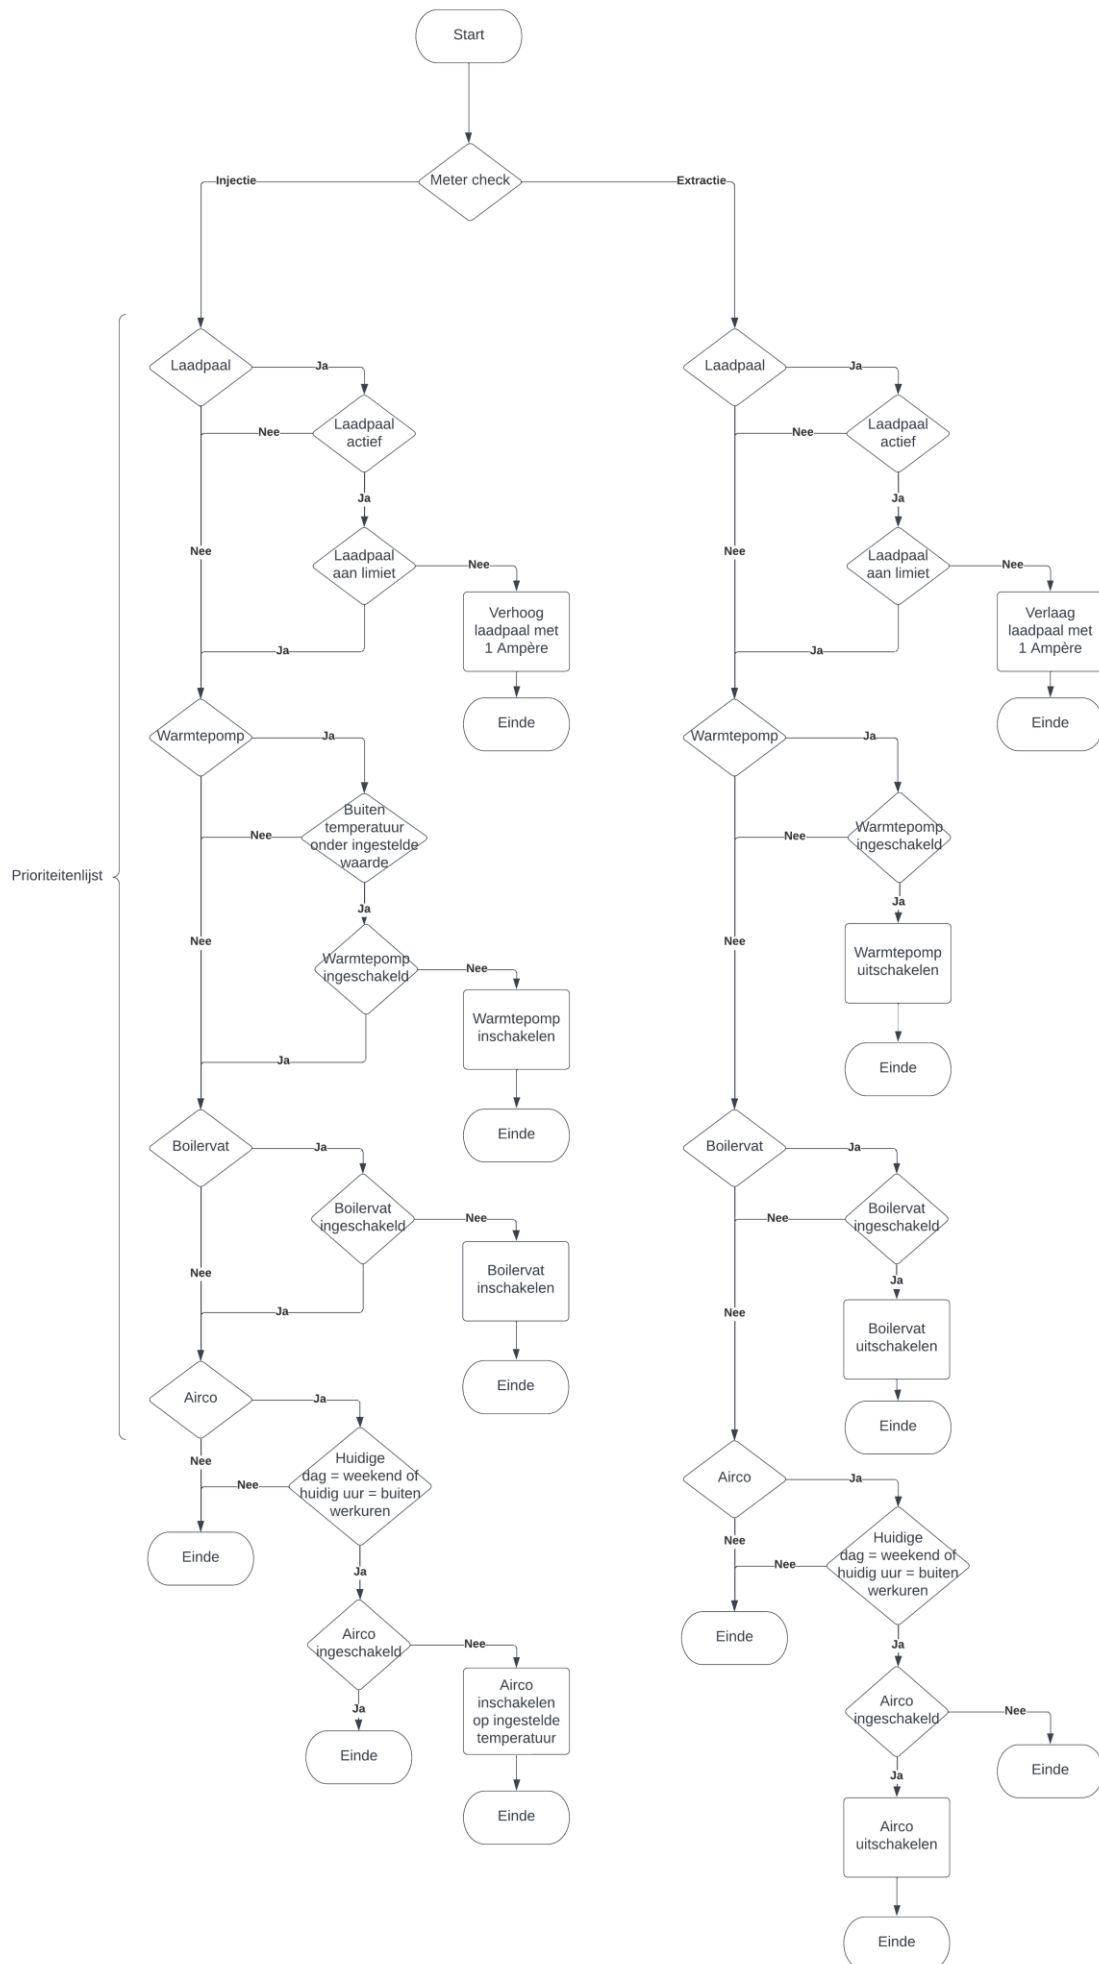 Start
Meter check
Injectie
Extractie
Prioriteitenlijst
Laadpaal
Ja
Laadpaal
actief
Nee
Ja
Nee
Laadpaal
aan limiet
Nee
Verhoog
laadpaal met
1 Ampère
Ja
Einde
Warmtepomp
Ja
Buiten
temperatuur
onder ingestelde
waarde
Nee
Ja
Nee
Warmtepomp
ingeschakeld
Nee
Warmtepomp
inschakelen
Ja
Einde
Boilervat
Ja
Boilervat
ingeschakeld
Nee
Boilervat
inschakelen
Nee
Ja
Einde
Airco
Ja
Nee
Huidige
dag = weekend of
huidig uur = buiten
werkuren
Nee
Einde
Ja
Airco
ingeschakeld
Nee
Airco
inschakelen
op ingestelde
temperatuur
Ja
Einde
Einde
Laadpaal
Ja
Laadpaal
actief
Nee
Ja
Nee
Laadpaal
aan limiet
Nee
Verlaag
laadpaal met
1 Ampère
Ja
Einde
Warmtepomp
Ja
Warmtepomp
ingeschakeld
Nee
Ja
Nee
Warmtepomp
uitschakelen
Einde
Boilervat
Ja
Boilervat
ingeschakeld
Nee
Ja
Nee
Boilervat
uitschakelen
Einde
Airco
Ja
Nee
Huidige
dag = weekend of
huidig uur = buiten
werkuren
Nee
Einde
Ja
Airco
ingeschakeld
Nee
Einde
Ja
Airco
uitschakelen
Einde